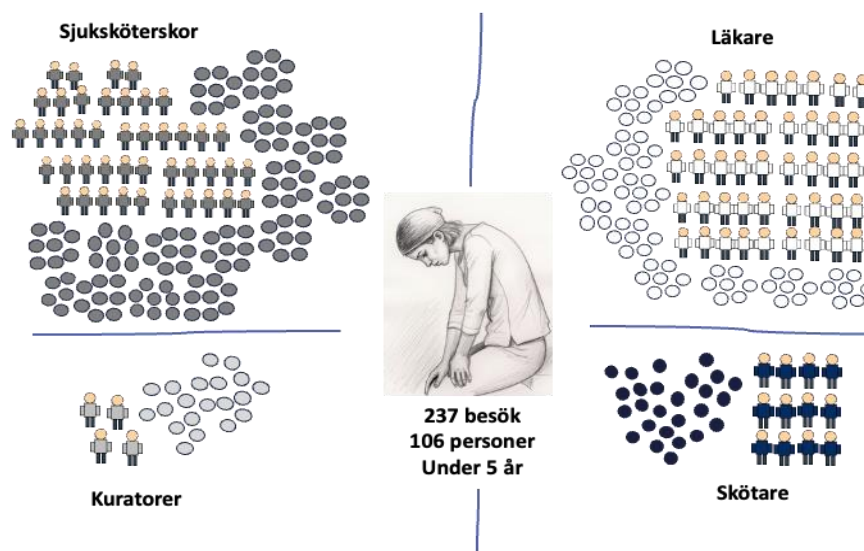 Sjuksköterskor
Läkare
237 besök
106 personer
Under 5 år
Kuratorer
Skötare